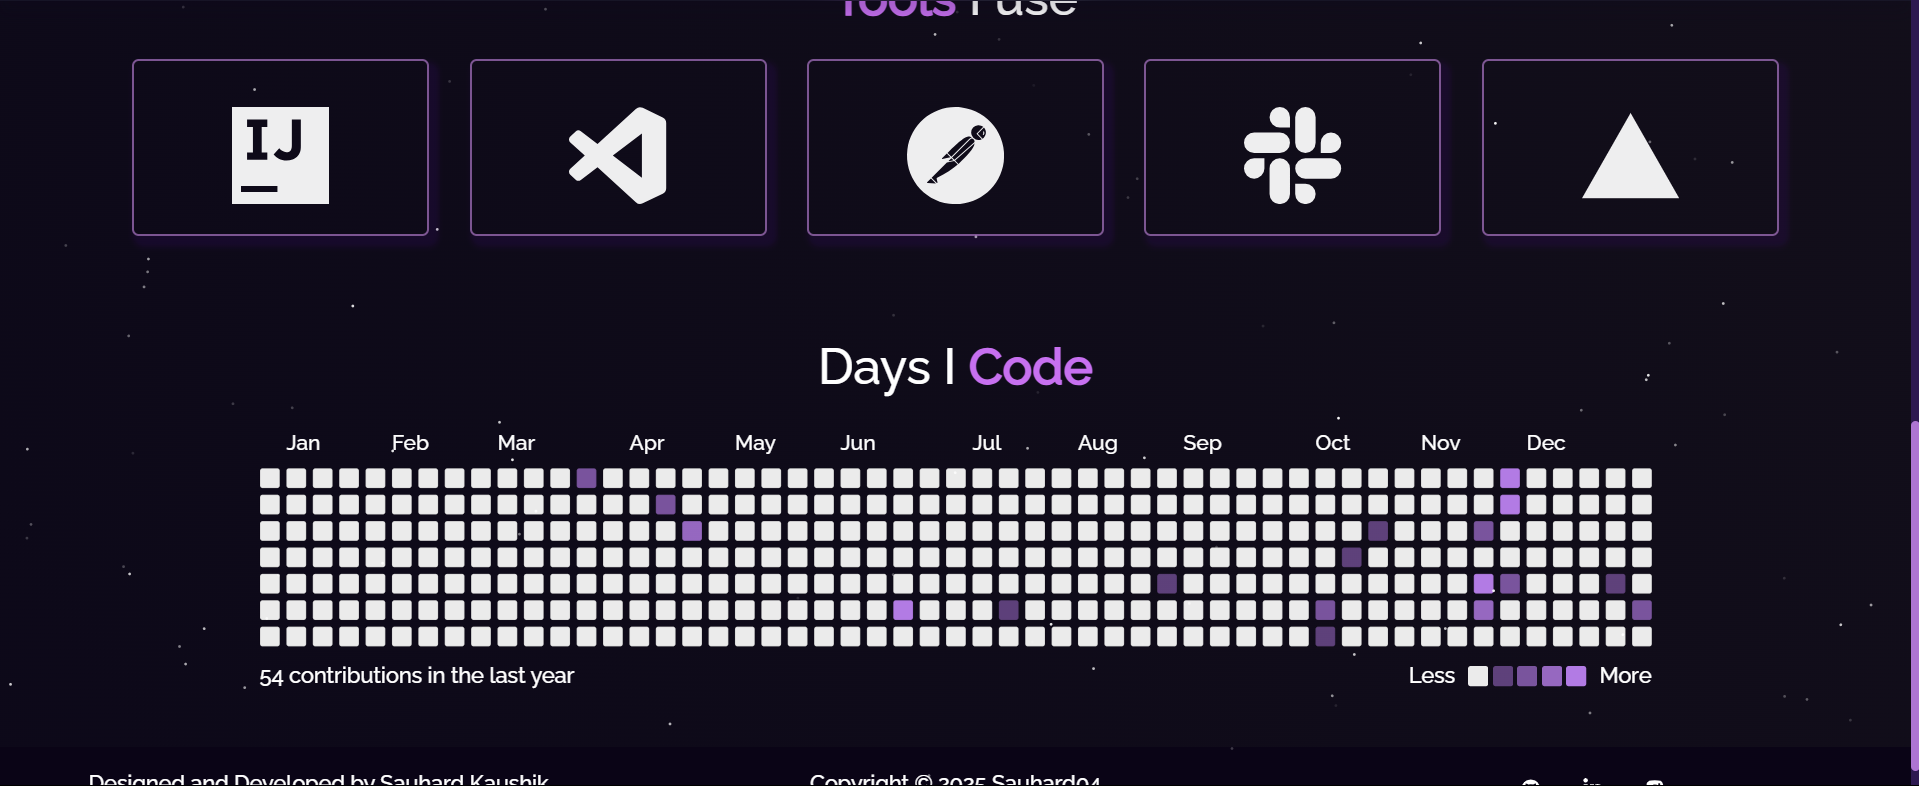 Tools I use
IJ
Days I Code
Jan Feb Mar Apr May Jun Jul Aug Sep Oct Nov Dec
54 contributions in the last year
Less More
Designed and Developed by Sauhard Kaushik
Copyright © 2025 Sauhard04
in